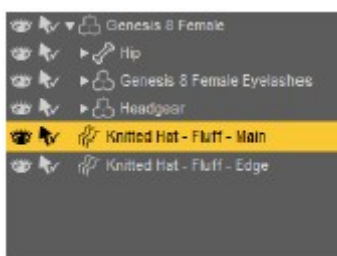 Genesis 8 Female
Hip
Genesis 8 Female Eyelashes
Headgear
Knitted Hat - Fluff - Main
Knitted Hat - Fluff - Edge